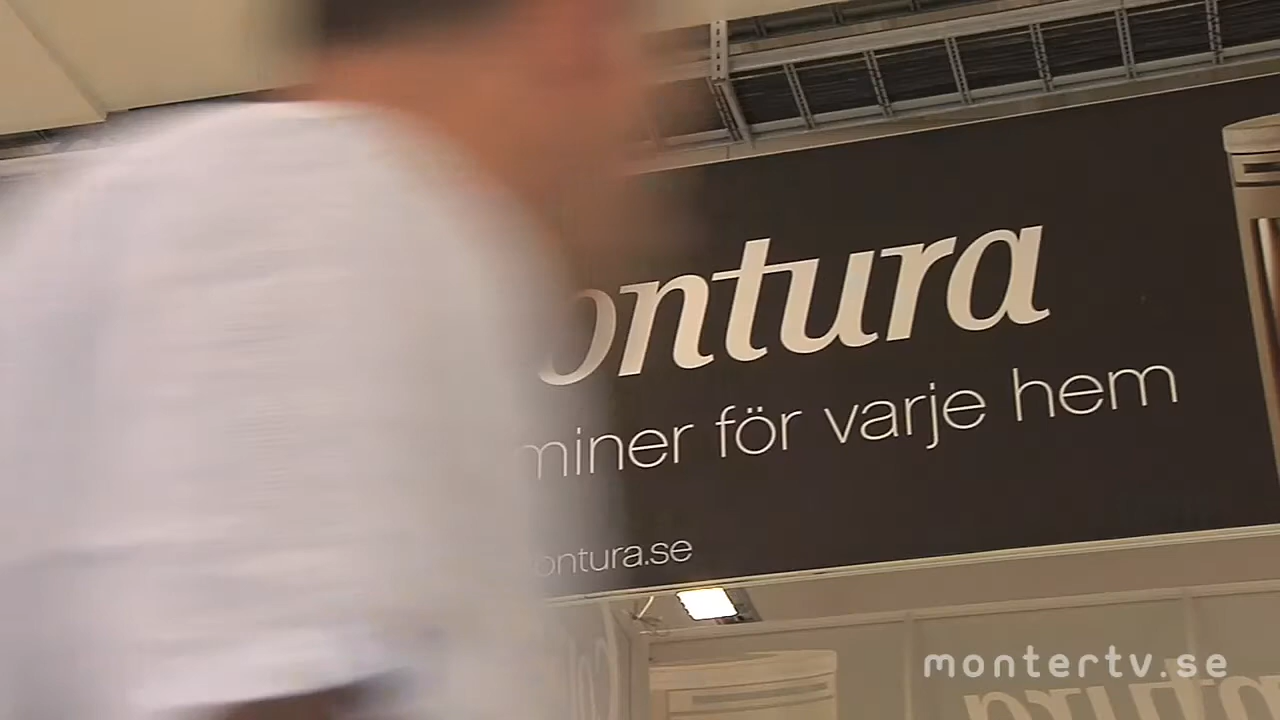 ontura
miner för varje hem
ontura.se
montertv.se